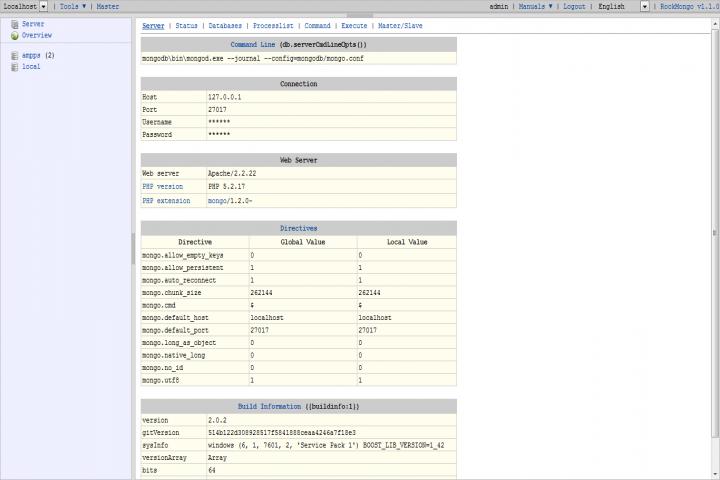 Localhost | Tools ▼ | Master
admin | Manuals ▼ | Logout | English | RockMongo v1.1.0
Server
Overview
ampps (2)
local
Server | Status | Databases | Processlist | Command | Execute | Master/Slave
Command Line (db.serverCmdLineOpts())
mongodb\bin\mongod.exe --journal --config=mongodb/mongo.conf
Connection
Host 127.0.0.1
Port 27017
Username ******
Password ******
Web Server
Web server Apache/2.2.22
PHP version PHP 5.2.17
PHP extension mongo/1.2.0-
Directives
Directive Global Value Local Value
mongo.allow_empty_keys 0 0
mongo.allow_persistent 1 1
mongo.auto_reconnect 1 1
mongo.chunk_size 262144 262144
mongo.cmd $ $
mongo.default_host localhost localhost
mongo.default_port 27017 27017
mongo.long_as_object 0 0
mongo.native_long 0 0
mongo.no_id 0 0
mongo.utf8 1 1
Build Information ({buildinfo:1})
version 2.0.2
gitVersion 514b122d308928517f5841888ceaa4246a7f18e3
sysInfo windows (6, 1, 7601, 2, 'Service Pack 1') BOOST_LIB_VERSION=1_42
versionArray Array
bits 64